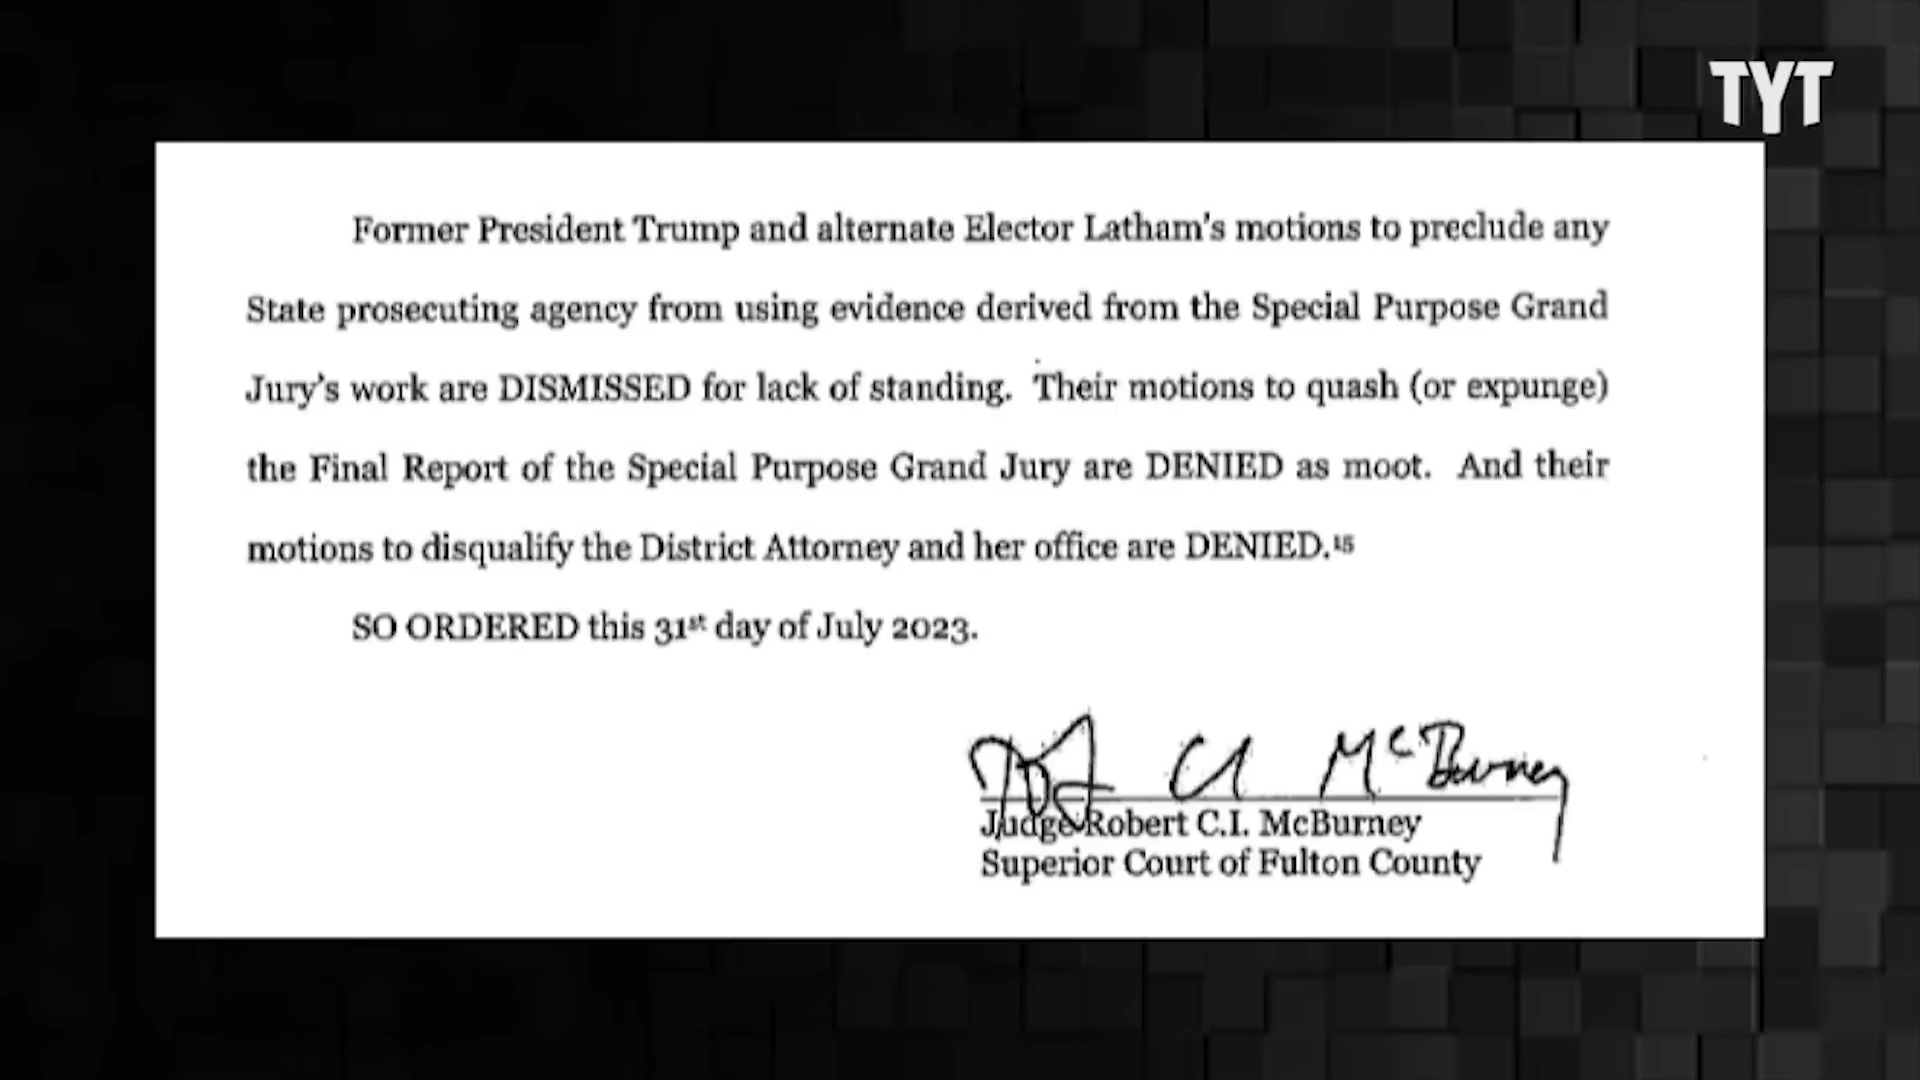 TYT
Former President Trump and alternate Elector Latham's motions to preclude any
State prosecuting agency from using evidence derived from the Special Purpose Grand
Jury's work are DISMISSED for lack of standing. Their motions to quash (or expunge)
the Final Report of the Special Purpose Grand Jury are DENIED as moot. And their
motions to disqualify the District Attorney and her office are DENIED.15
SO ORDERED this 31st day of July 2023.
McBurney
Judge Robert C.I. McBurney
Superior Court of Fulton County